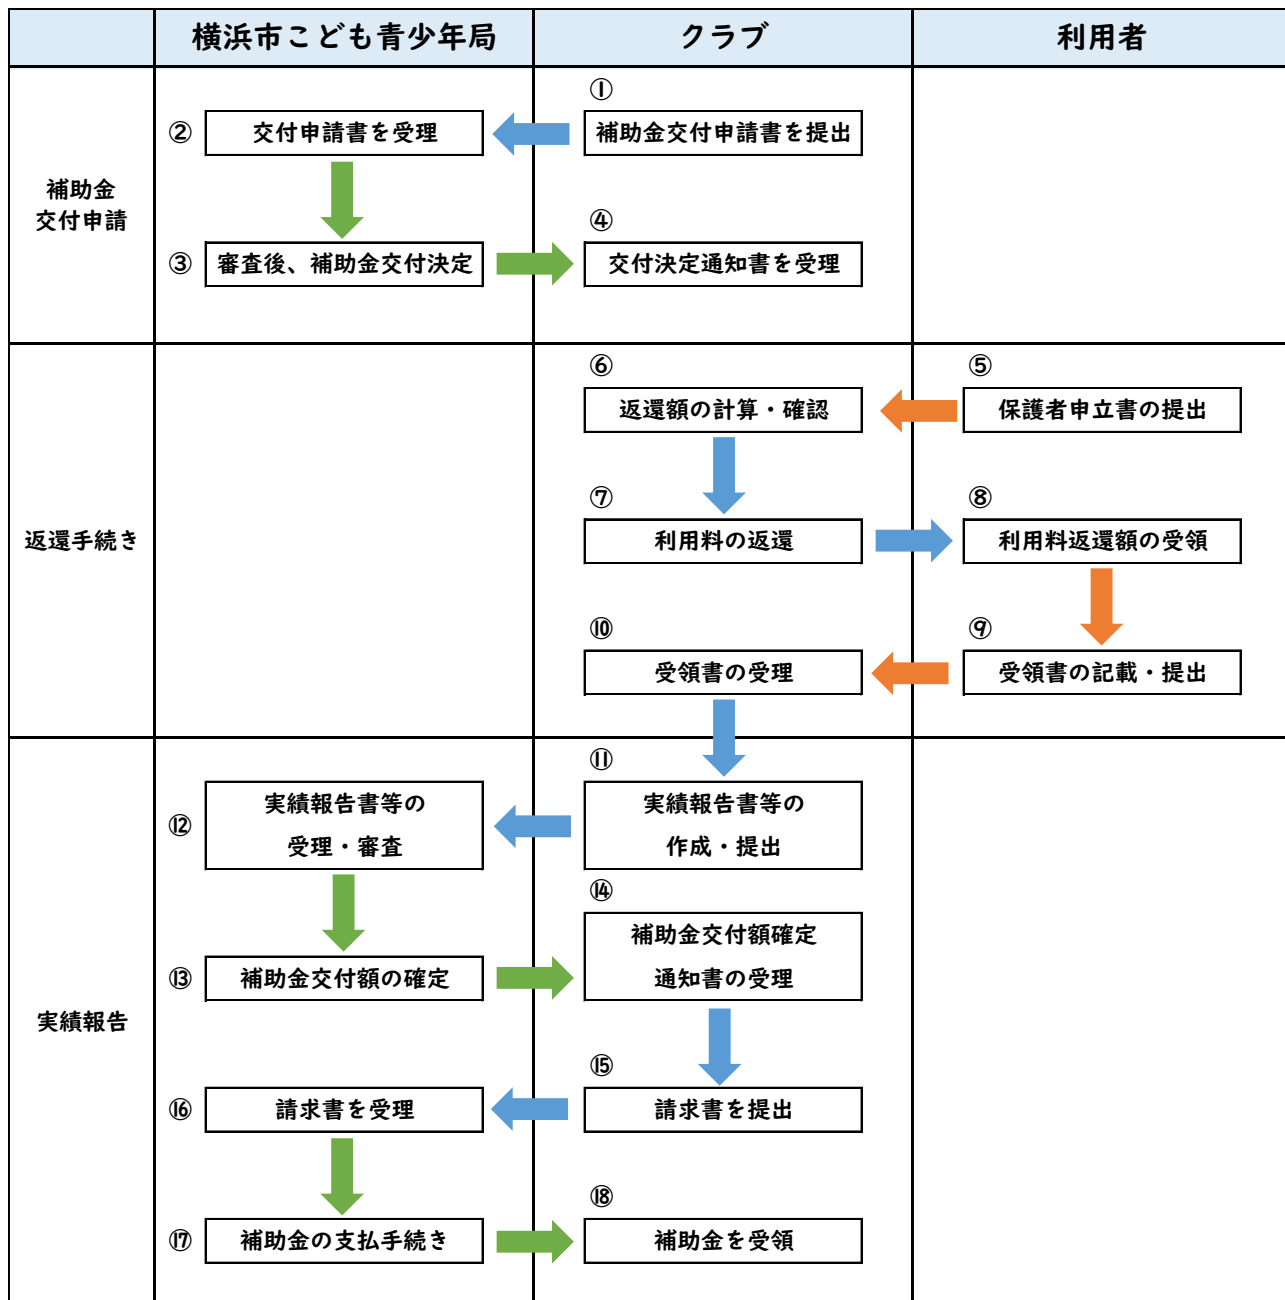 横浜市こども青少年局
クラブ
利用者
補助金
交付申請
①
補助金交付申請書を提出
②
交付申請書を受理
③
審査後、補助金交付決定
④
交付決定通知書を受理
返還手続き
⑤
保護者申立書の提出
⑥
返還額の計算・確認
⑦
利用料の返還
⑧
利用料返還額の受領
⑨
受領書の記載・提出
⑩
受領書の受理
実績報告
⑪
実績報告書等の
作成・提出
⑫
実績報告書等の
受理・審査
⑬
補助金交付額の確定
⑭
補助金交付額確定
通知書の受理
⑮
請求書を提出
⑯
請求書を受理
⑰
補助金の支払手続き
⑱
補助金を受領